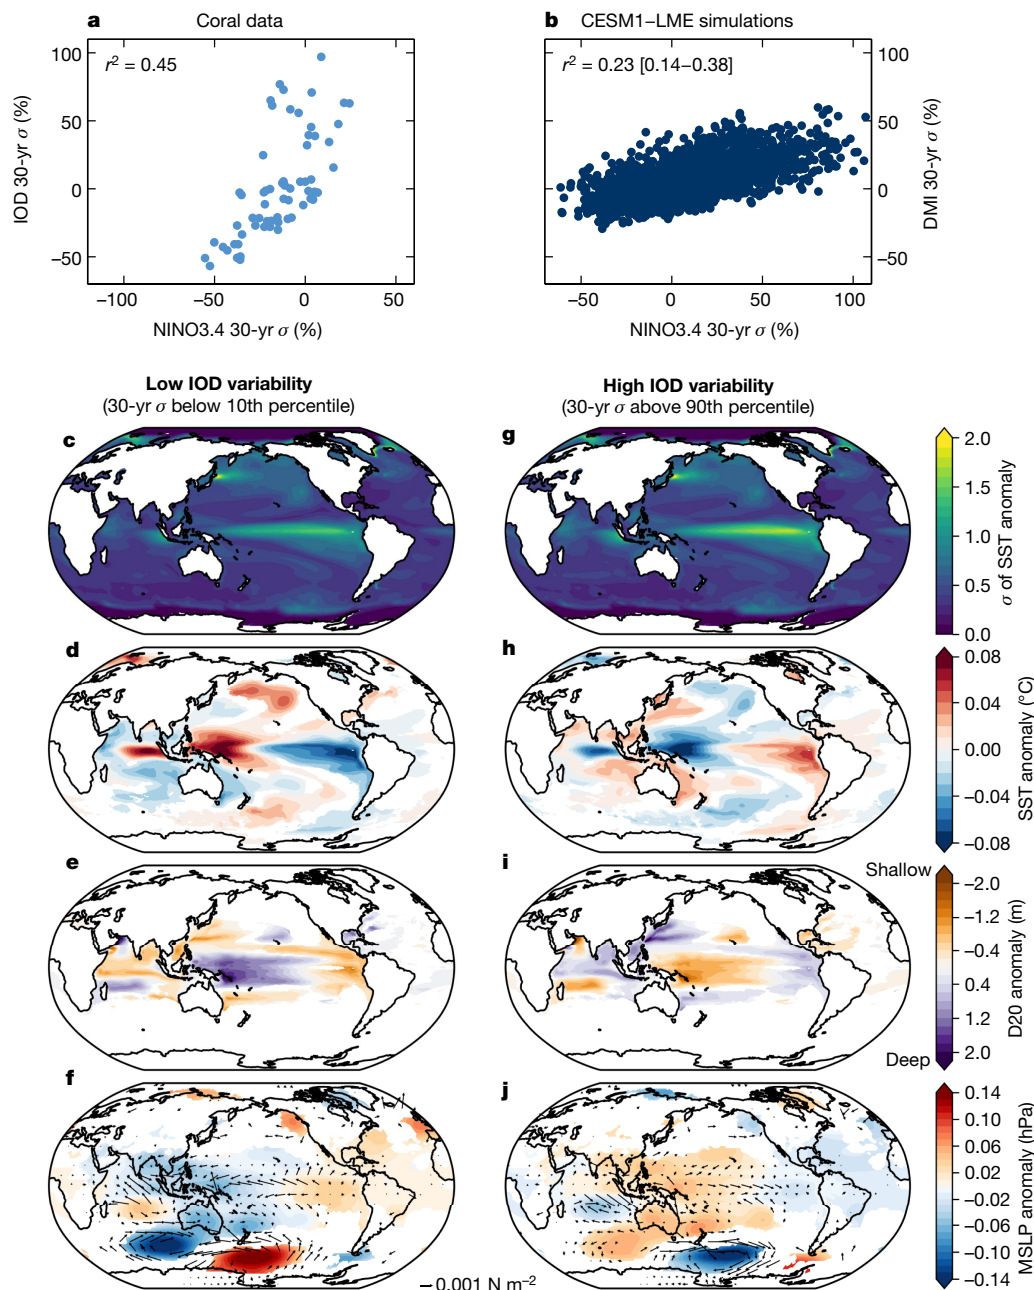 a Coral data
r² = 0.45
100
50
0
−50
IOD 30-yr σ (%)
−100 −50 0 50
NINO3.4 30-yr σ (%)
b CESM1–LME simulations
r² = 0.23 [0.14–0.38]
100
50
0
−50
DMI 30-yr σ (%)
−50 0 50 100
NINO3.4 30-yr σ (%)
Low IOD variability
(30-yr σ below 10th percentile)
High IOD variability
(30-yr σ above 90th percentile)
c
g
2.0
1.5
1.0
0.5
0.0
σ of SST anomaly
d
h
0.08
0.04
0.00
−0.04
−0.08
SST anomaly (°C)
e
i
Shallow
−2.0
−1.2
−0.4
0.4
1.2
2.0
Deep
D20 anomaly (m)
f
j
0.14
0.10
0.06
0.02
−0.02
−0.06
−0.10
−0.14
MSLP anomaly (hPa)
−0.001 N m⁻²